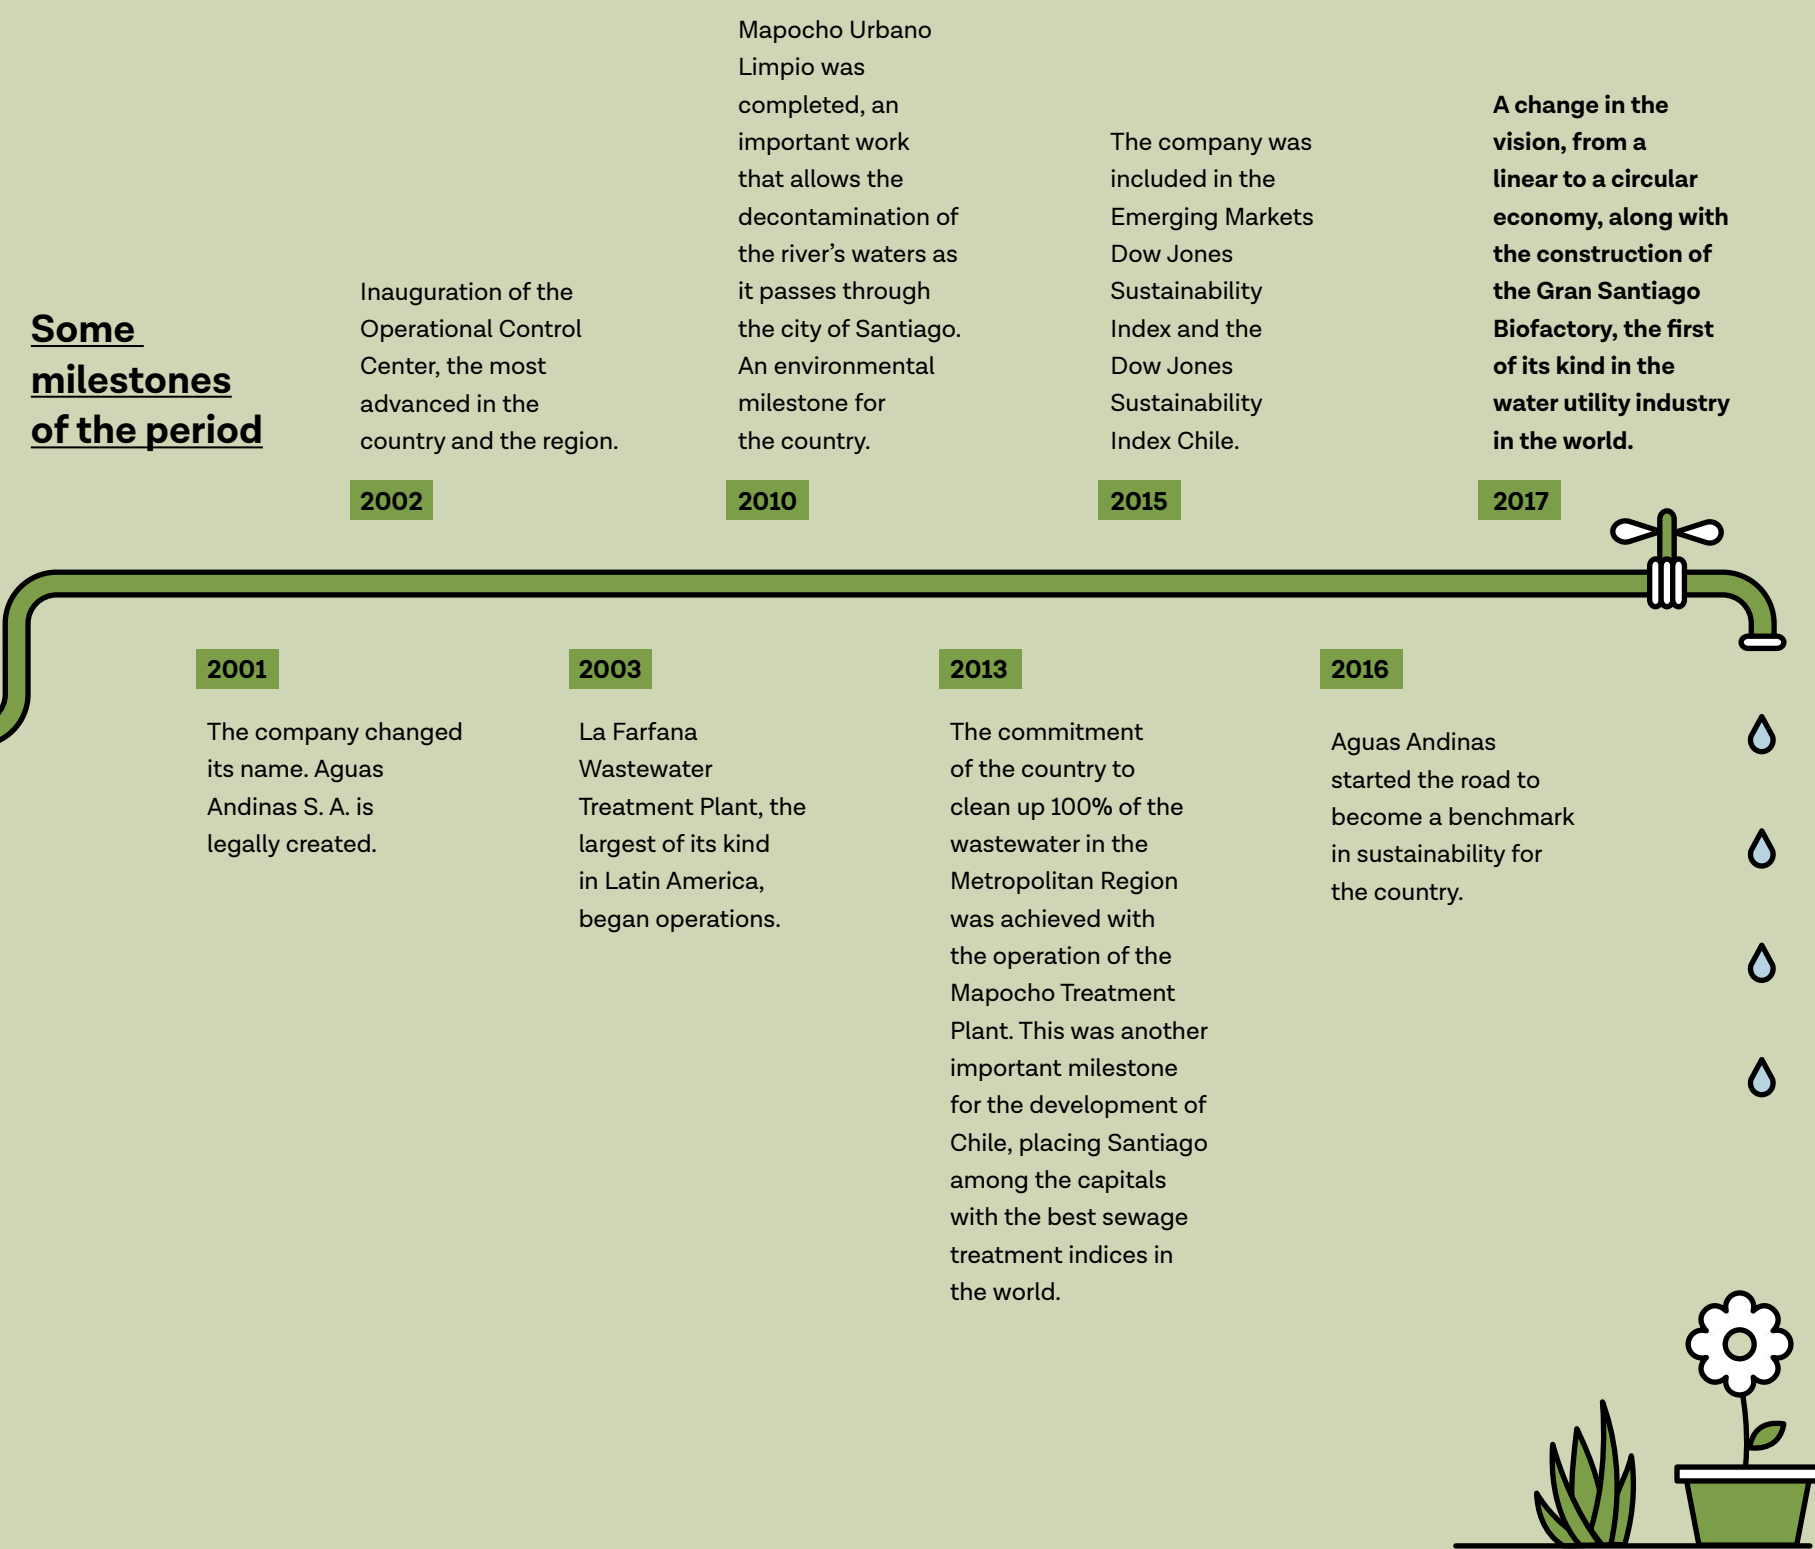 Some
milestones
of the period
Inauguration of the
Operational Control
Center, the most
advanced in the
country and the region.
2002
Mapocho Urbano
Limpio was
completed, an
important work
that allows the
decontamination of
the river’s waters as
it passes through
the city of Santiago.
An environmental
milestone for
the country.
2010
The company was
included in the
Emerging Markets
Dow Jones
Sustainability
Index and the
Dow Jones
Sustainability
Index Chile.
2015
A change in the
vision, from a
linear to a circular
economy, along with
the construction of
the Gran Santiago
Biofactory, the first
of its kind in the
water utility industry
in the world.
2017
2001
The company changed
its name. Aguas
Andinas S. A. is
legally created.
2003
La Farfana
Wastewater
Treatment Plant, the
largest of its kind
in Latin America,
began operations.
2013
The commitment
of the country to
clean up 100% of the
wastewater in the
Metropolitan Region
was achieved with
the operation of the
Mapocho Treatment
Plant. This was another
important milestone
for the development of
Chile, placing Santiago
among the capitals
with the best sewage
treatment indices in
the world.
2016
Aguas Andinas
started the road to
become a benchmark
in sustainability for
the country.